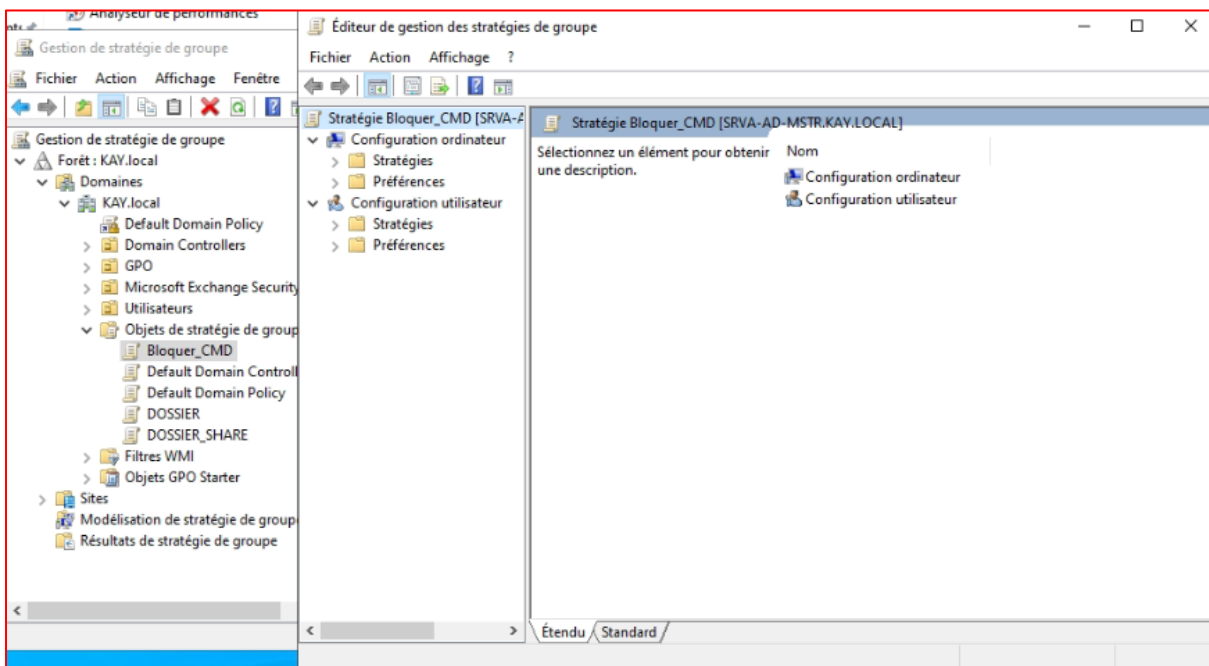 Analyseur de performances
Gestion de stratégie de groupe
Fichier Action Affichage Fenêtre
Gestion de stratégie de groupe
Forêt : KAY.local
Domaines
KAY.local
Default Domain Policy
Domain Controllers
GPO
Microsoft Exchange Security
Utilisateurs
Objets de stratégie de group
Bloquer_CMD
Default Domain Controll
Default Domain Policy
DOSSIER
DOSSIER_SHARE
Filtres WMI
Objets GPO Starter
Sites
Modélisation de stratégie de group
Résultats de stratégie de groupe
Éditeur de gestion des stratégies de groupe
Fichier Action Affichage ?
Stratégie Bloquer_CMD [SRVA-A
Configuration ordinateur
Stratégies
Préférences
Configuration utilisateur
Stratégies
Préférences
Stratégie Bloquer_CMD [SRVA-AD-MSTR.KAY.LOCAL]
Sélectionnez un élément pour obtenir
une description.
Nom
Configuration ordinateur
Configuration utilisateur
Étendu Standard